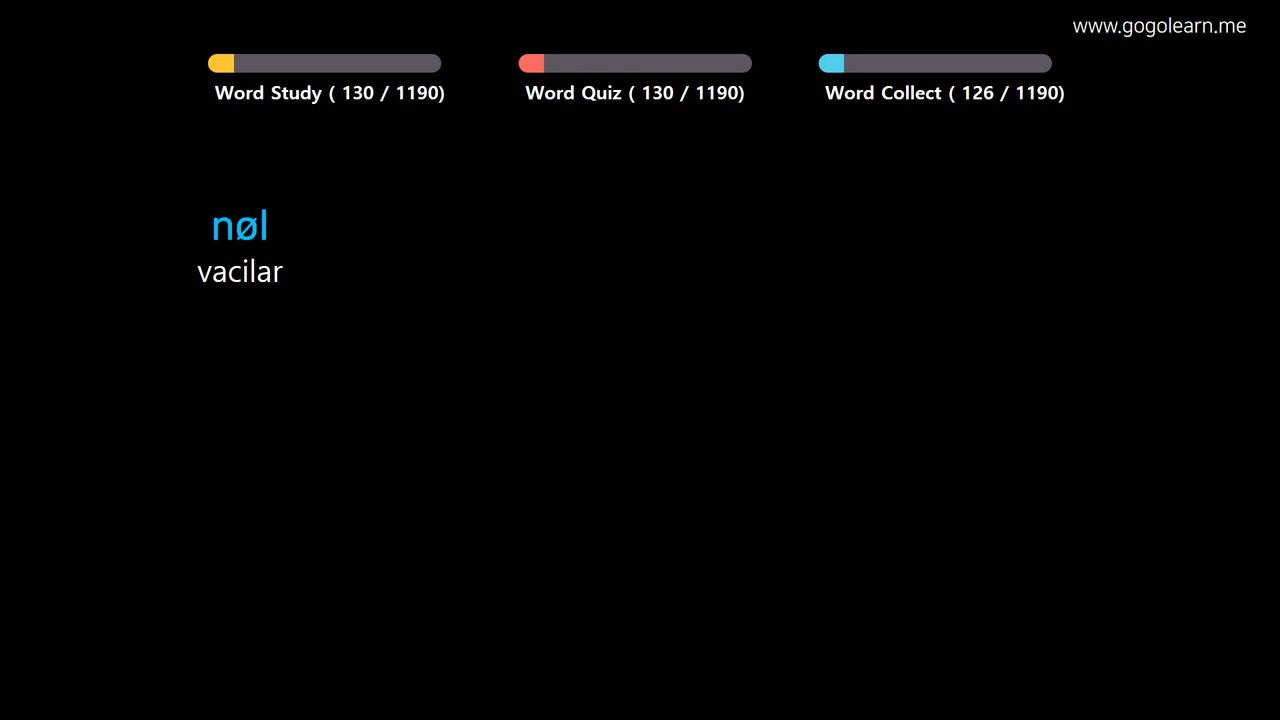 www.gogolearn.me
Word Study ( 130 / 1190)
Word Quiz ( 130 / 1190)
Word Collect ( 126 / 1190)
nøl
vacilar